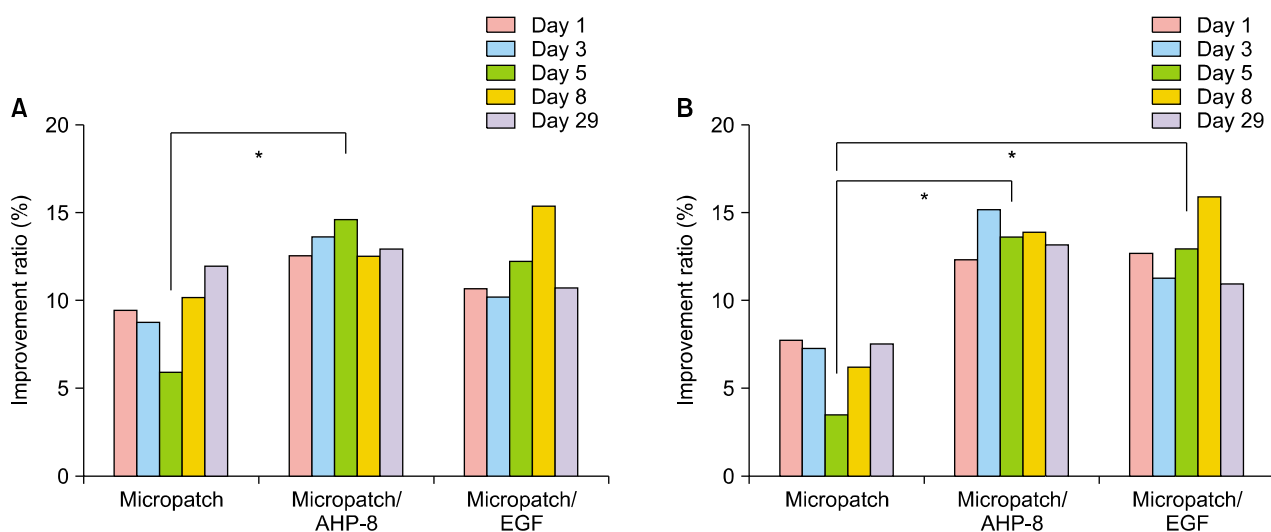 A
Day 1
Day 3
Day 5
Day 8
Day 29
Improvement ratio (%)
20
15
10
5
0
*
Micropatch
Micropatch/
AHP-8
Micropatch/
EGF
B
Day 1
Day 3
Day 5
Day 8
Day 29
Improvement ratio (%)
20
15
10
5
0
*
*
Micropatch
Micropatch/
AHP-8
Micropatch/
EGF